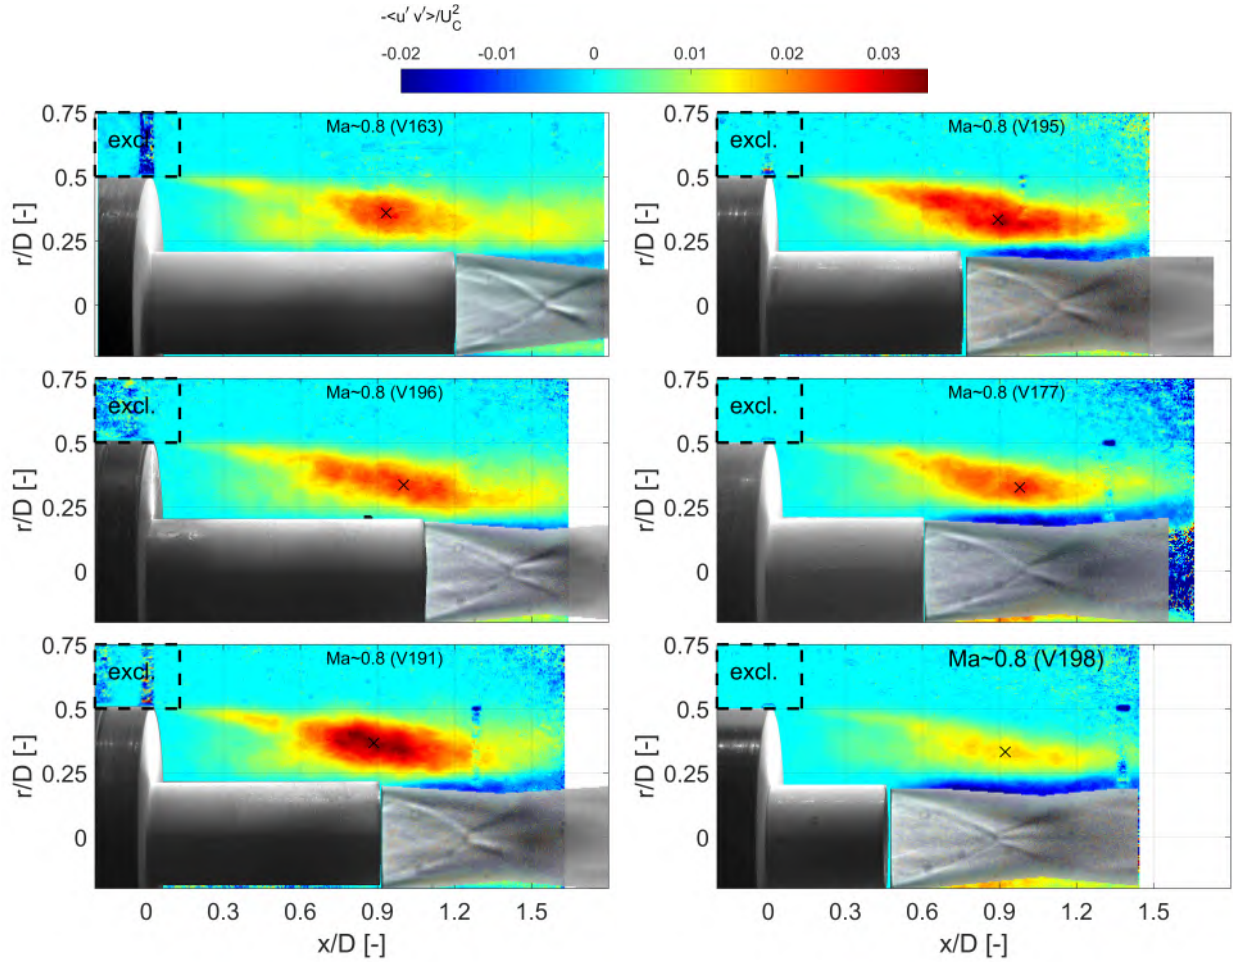 -<u′ v′>/U_C^2
-0.02 -0.01 0 0.01 0.02 0.03
0.75 excl. Ma~0.8 (V163) 0.75 excl. Ma~0.8 (V195)
0.5 0.5
r/D [-] 0.25 r/D [-] 0.25
0 0
0.75 excl. Ma~0.8 (V196) 0.75 excl. Ma~0.8 (V177)
0.5 0.5
r/D [-] 0.25 r/D [-] 0.25
0 0
0.75 excl. Ma~0.8 (V191) 0.75 excl. Ma~0.8 (V198)
0.5 0.5
r/D [-] 0.25 r/D [-] 0.25
0 0
0 0.3 0.6 0.9 1.2 1.5 0 0.3 0.6 0.9 1.2 1.5
x/D [-] x/D [-]